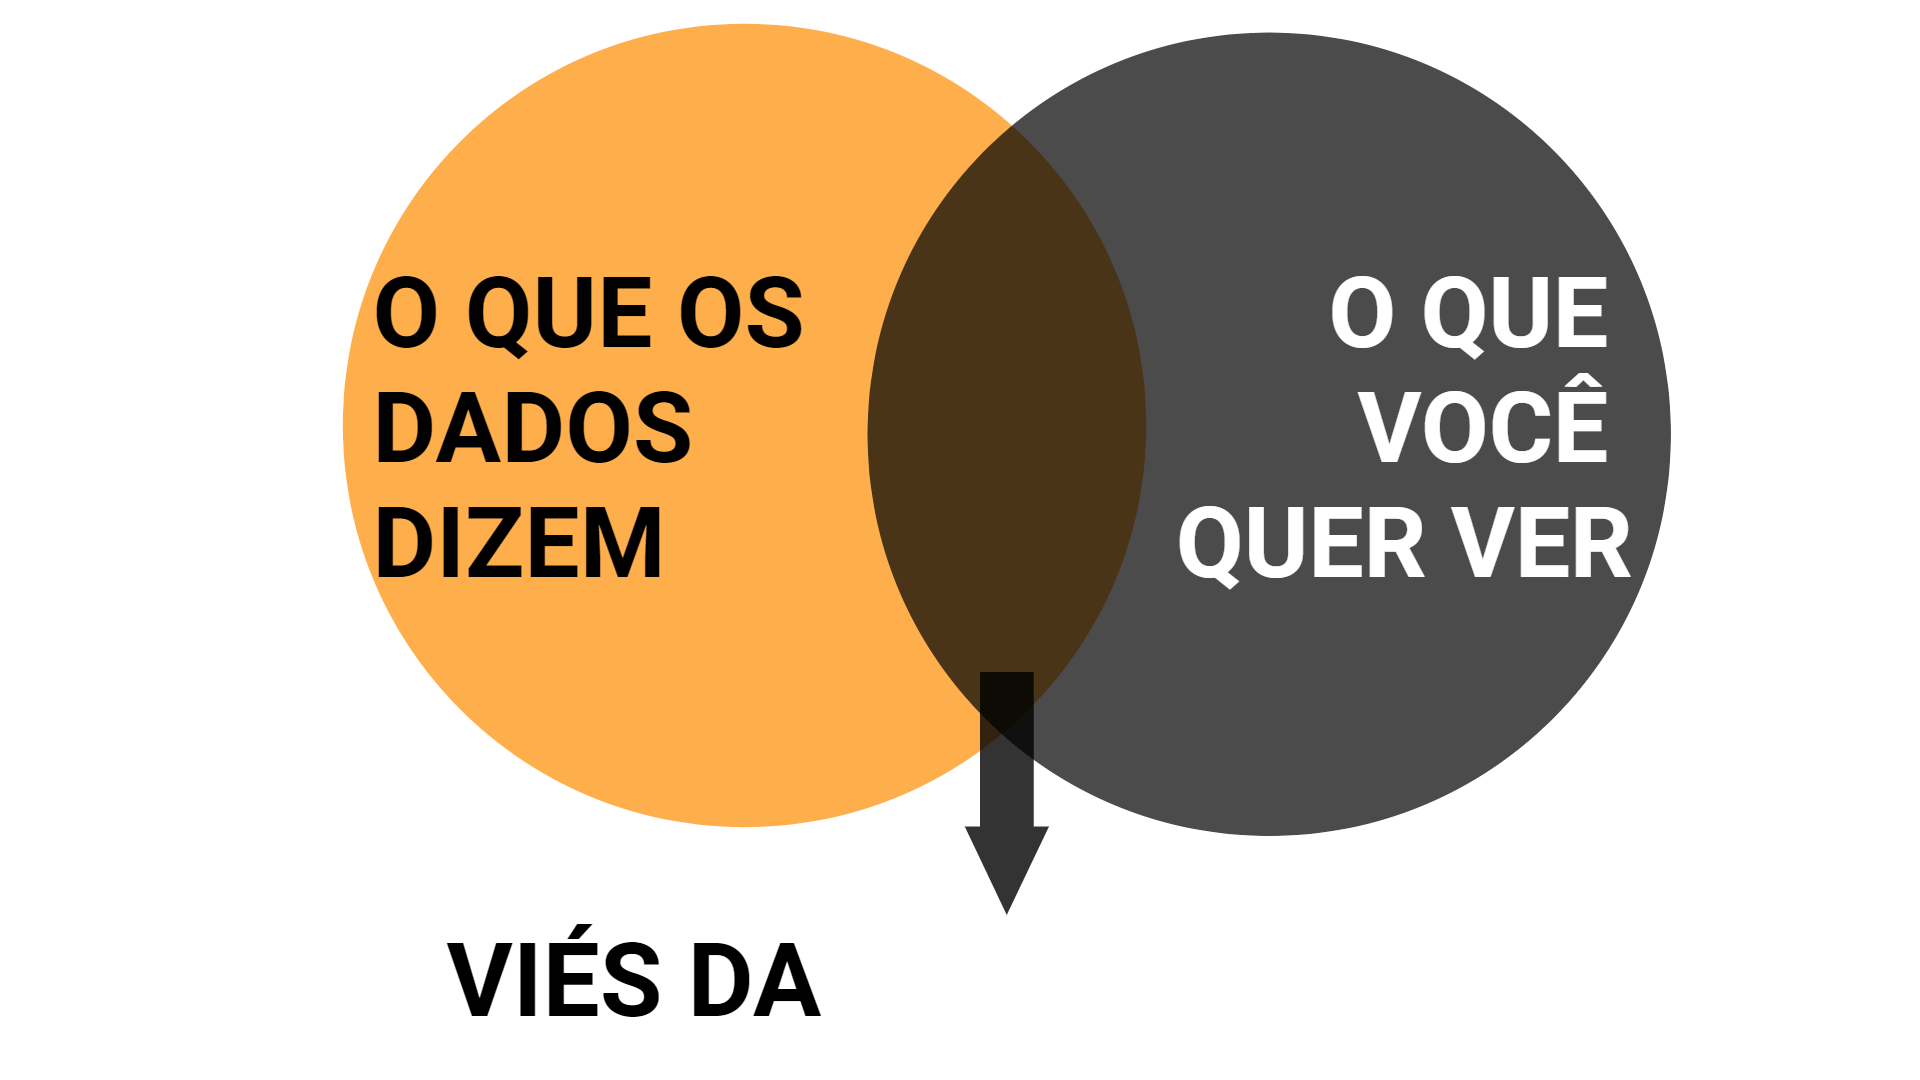 O QUE OS
DADOS
DIZEM
O QUE
VOCÊ
QUER VER
VIÉS DA